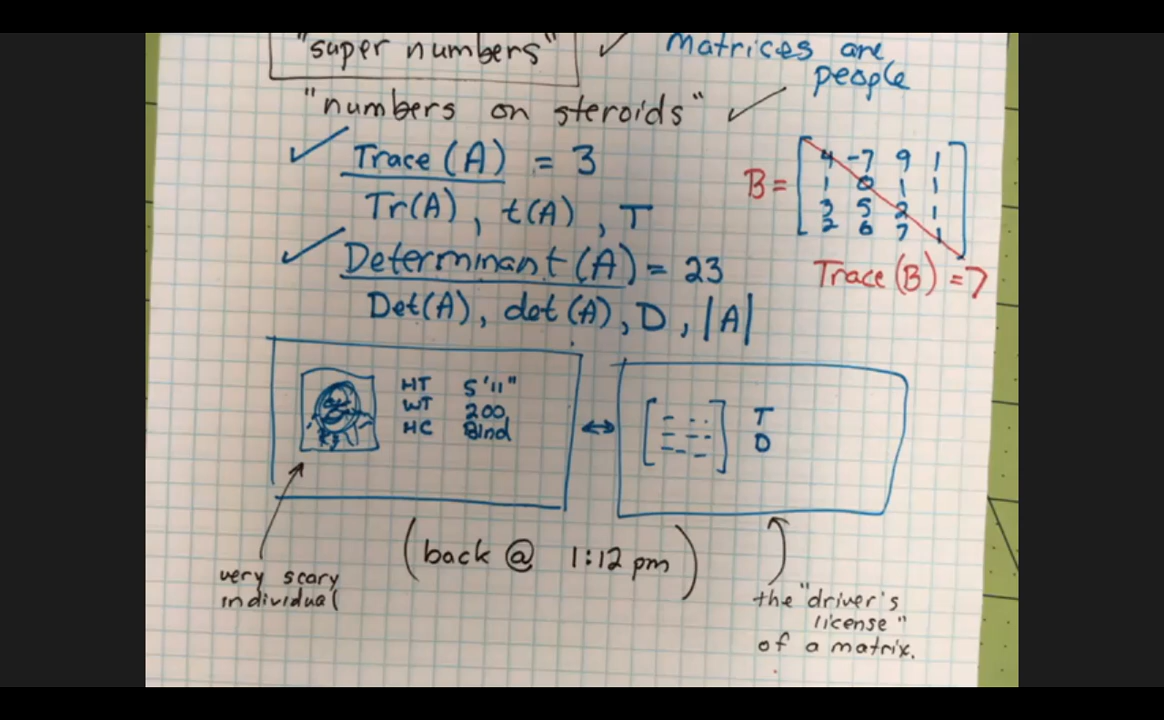 "super numbers"
Matrices are
people
"numbers on steroids"
Trace (A) = 3
Tr(A), t(A), T
B =
4 -7 9 1
1 0 1 1
3 5 2 1
2 6 7 1
Trace (B) = 7
Determinant (A) = 23
Det(A), det (A), D, |A|
HT 5'11"
WT 200
HC Blnd
T
D
(back @ 1:12 pm)
very scary
individual
the "driver's
license"
of a matrix.